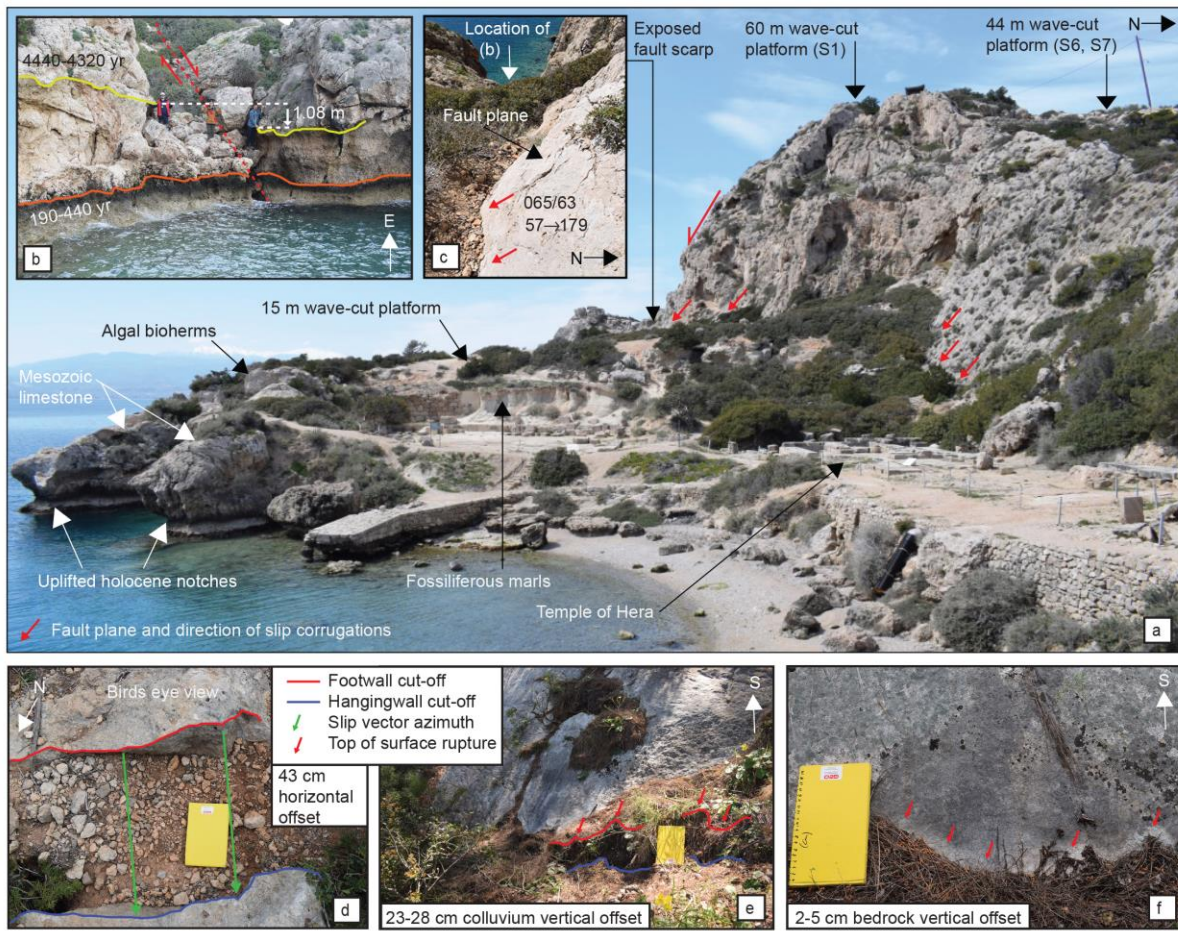 4440-4320 yr
1.08 m
190-440 yr
E
b
Location of
(b)
Fault plane
065/63
57→179
N
c
Exposed
fault scarp
60 m wave-cut
platform (S1)
44 m wave-cut
platform (S6, S7)
N
15 m wave-cut platform
Algal bioherms
Mesozoic
limestone
Uplifted holocene notches
Fossiliferous marls
Temple of Hera
Fault plane and direction of slip corrugations
a
N
Birds eye view
Footwall cut-off
Hangingwall cut-off
Slip vector azimuth
Top of surface rupture
43 cm
horizontal
offset
d
S
23-28 cm colluvium vertical offset
e
S
2-5 cm bedrock vertical offset
f